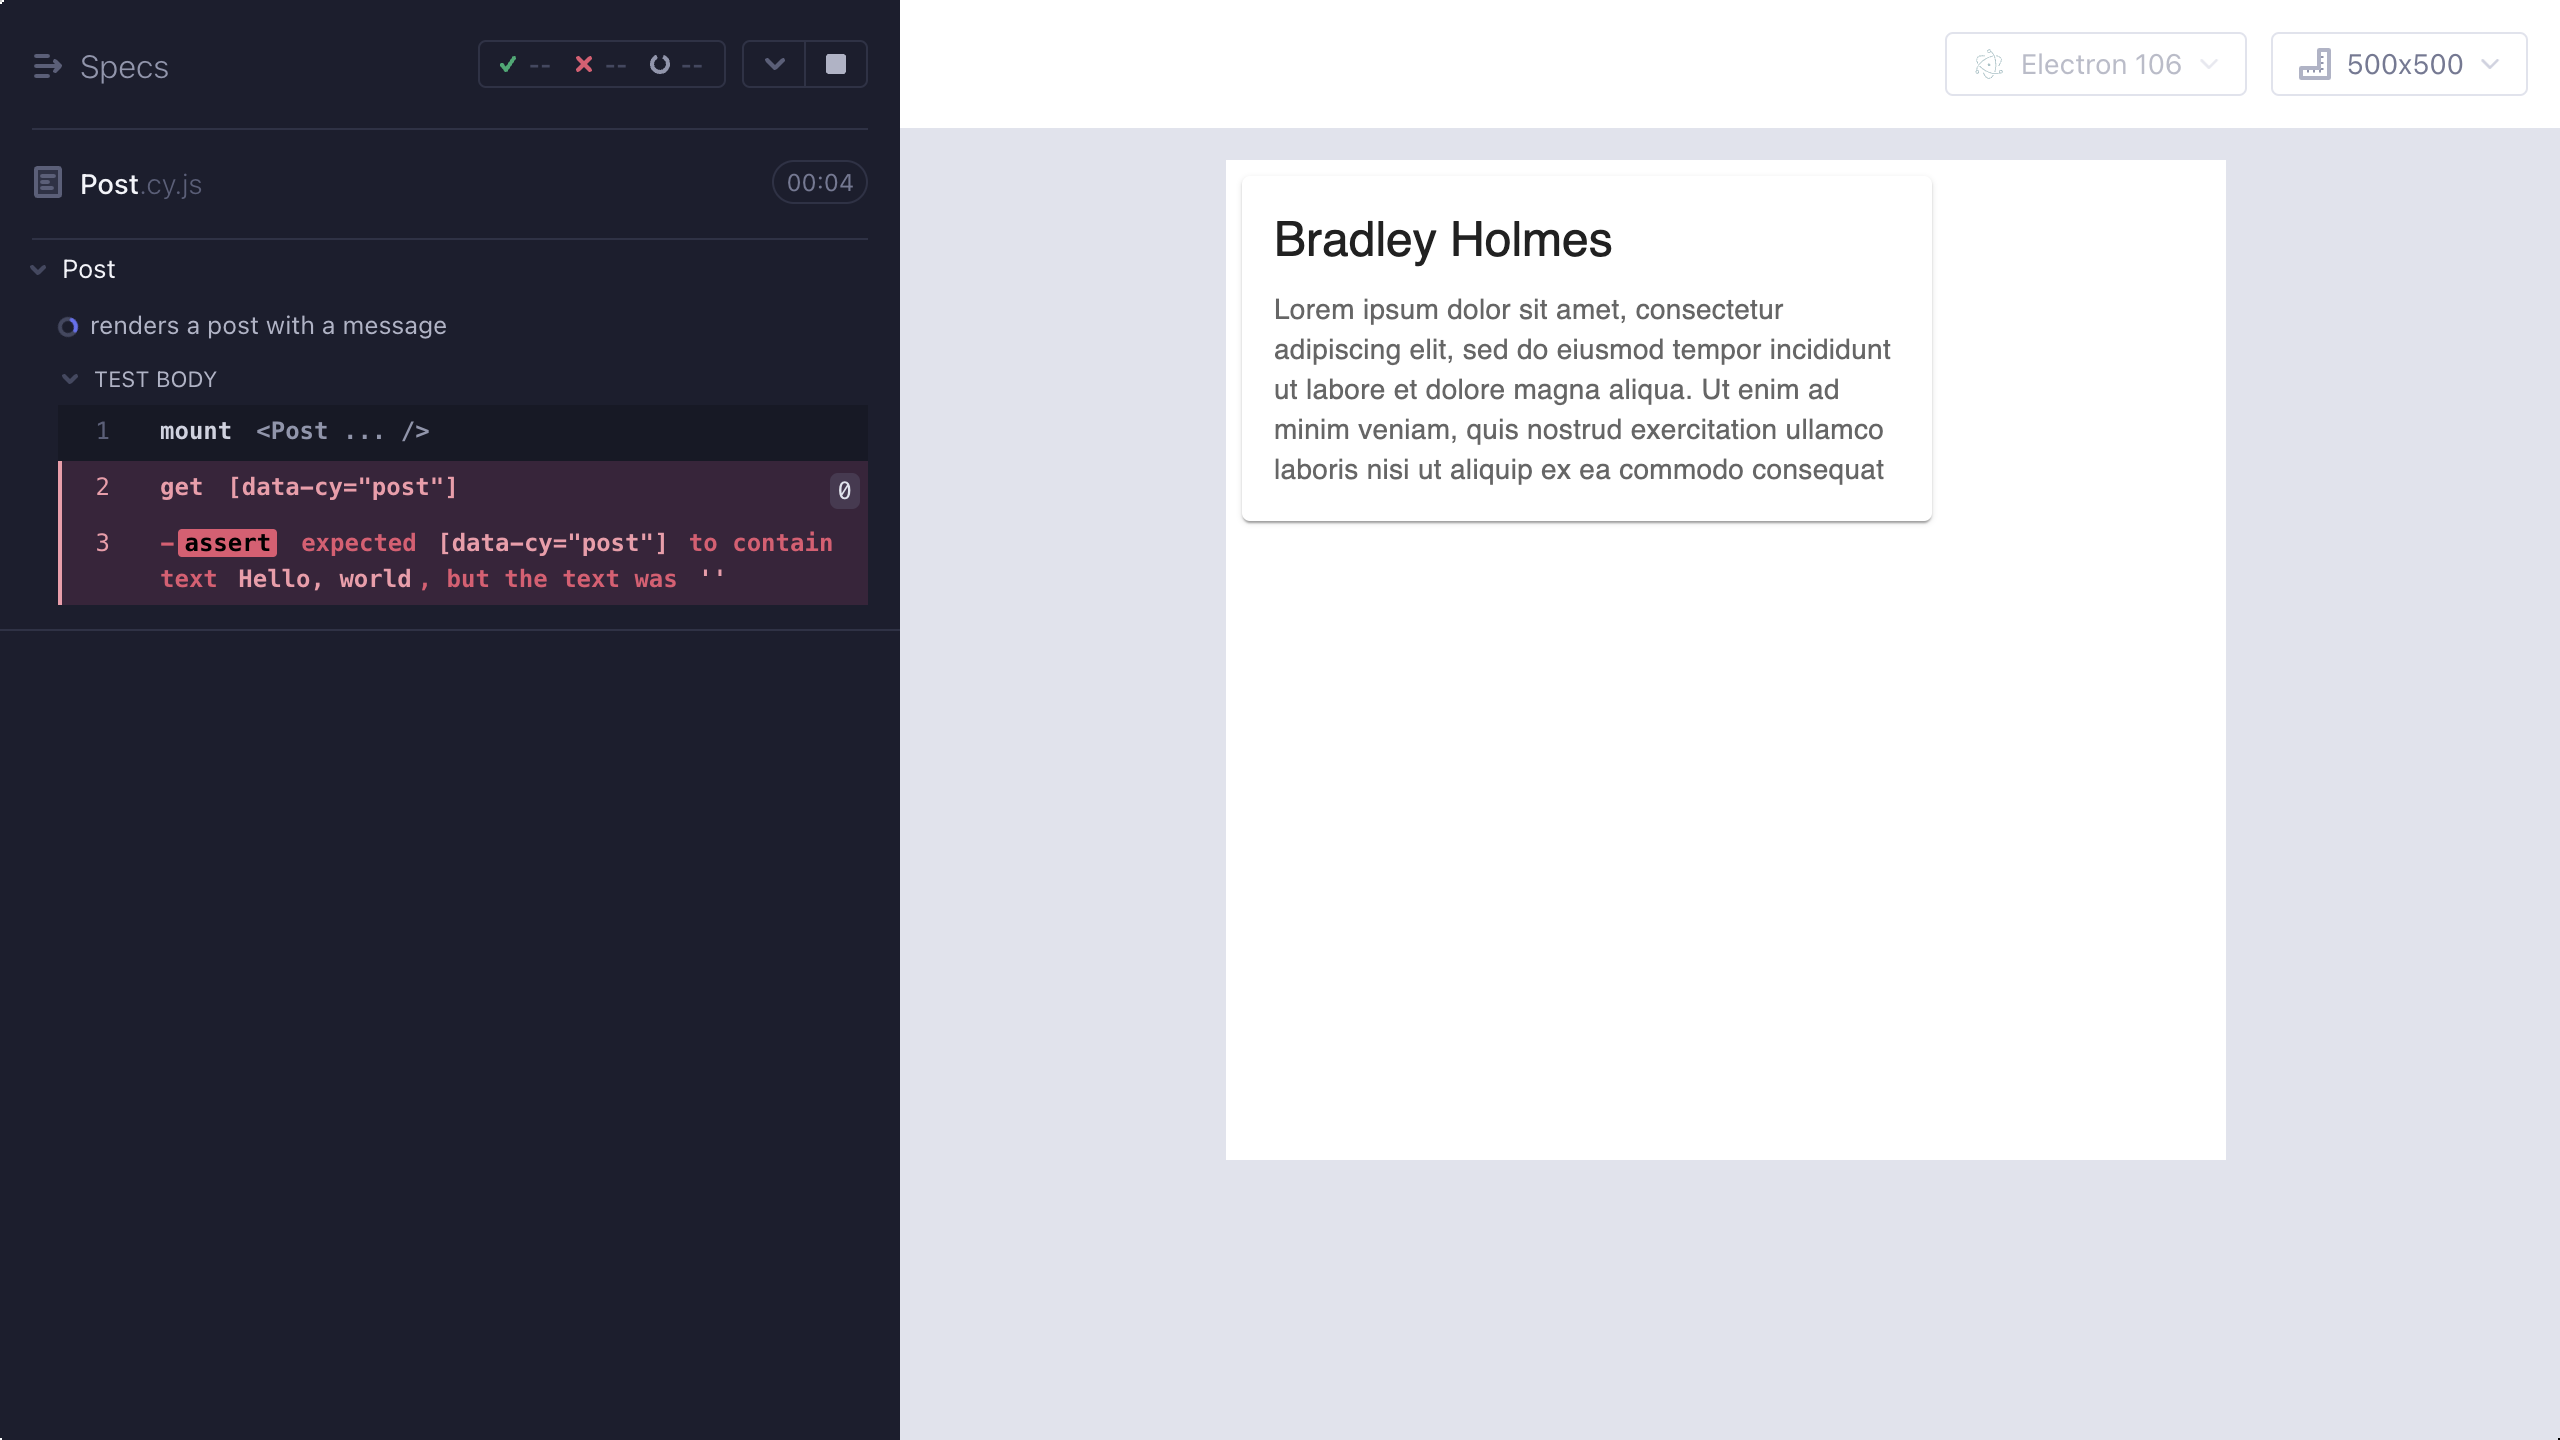 Specs
-- -- --
Post.cy.js 00:04
Post
renders a post with a message
TEST BODY
1 mount <Post ... />
2 get [data-cy="post"] 0
3 -assert expected [data-cy="post"] to contain
text Hello, world, but the text was ''
Electron 106
500x500
Bradley Holmes
Lorem ipsum dolor sit amet, consectetur
adipiscing elit, sed do eiusmod tempor incididunt
ut labore et dolore magna aliqua. Ut enim ad
minim veniam, quis nostrud exercitation ullamco
laboris nisi ut aliquip ex ea commodo consequat